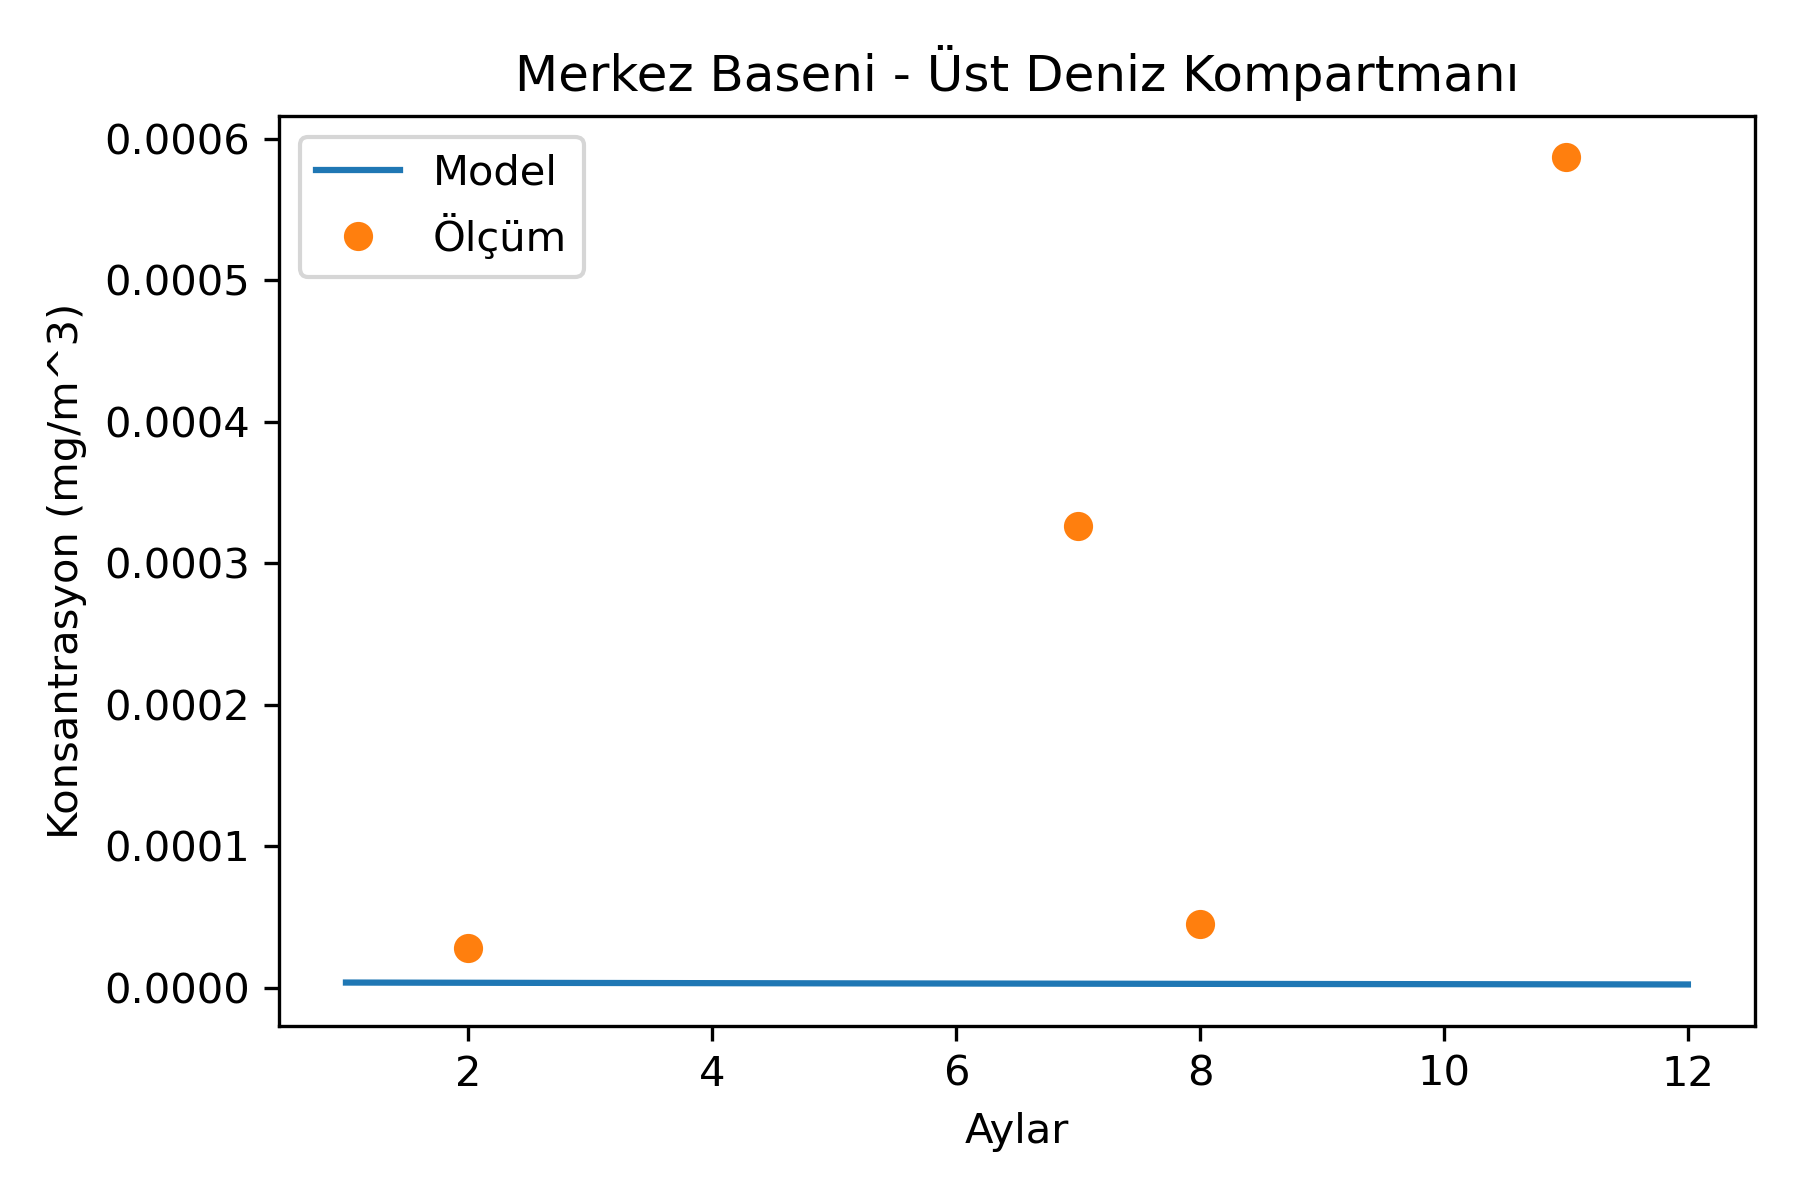 Merkez Baseni - Üst Deniz Kompartmanı
Model
Ölçüm
Konsantrasyon (mg/m^3)
0.0006
0.0005
0.0004
0.0003
0.0002
0.0001
0.0000
2 4 6 8 10 12
Aylar